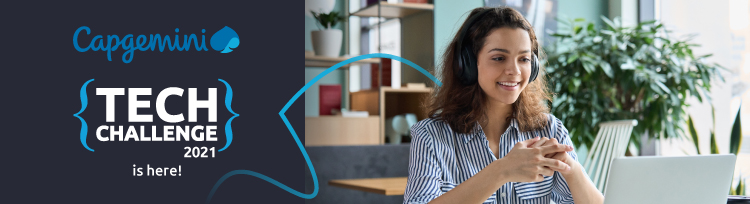 Capgemini
{TECH
CHALLENGE}
2021
is here!